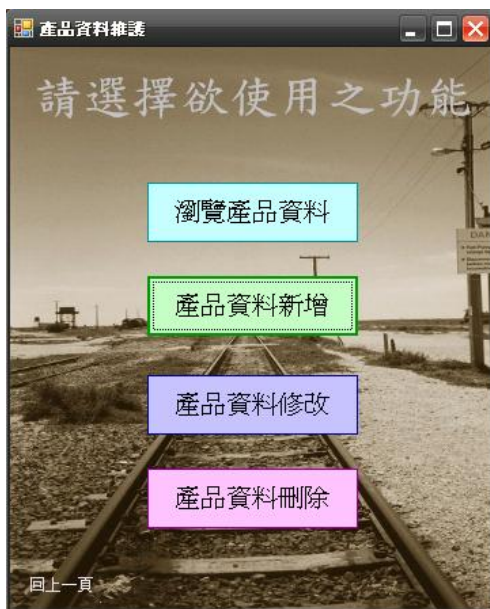 產品資料維護
請選擇欲使用之功能
瀏覽產品資料
DAN
產品資料新增
產品資料修改
產品資料刪除
回上一頁